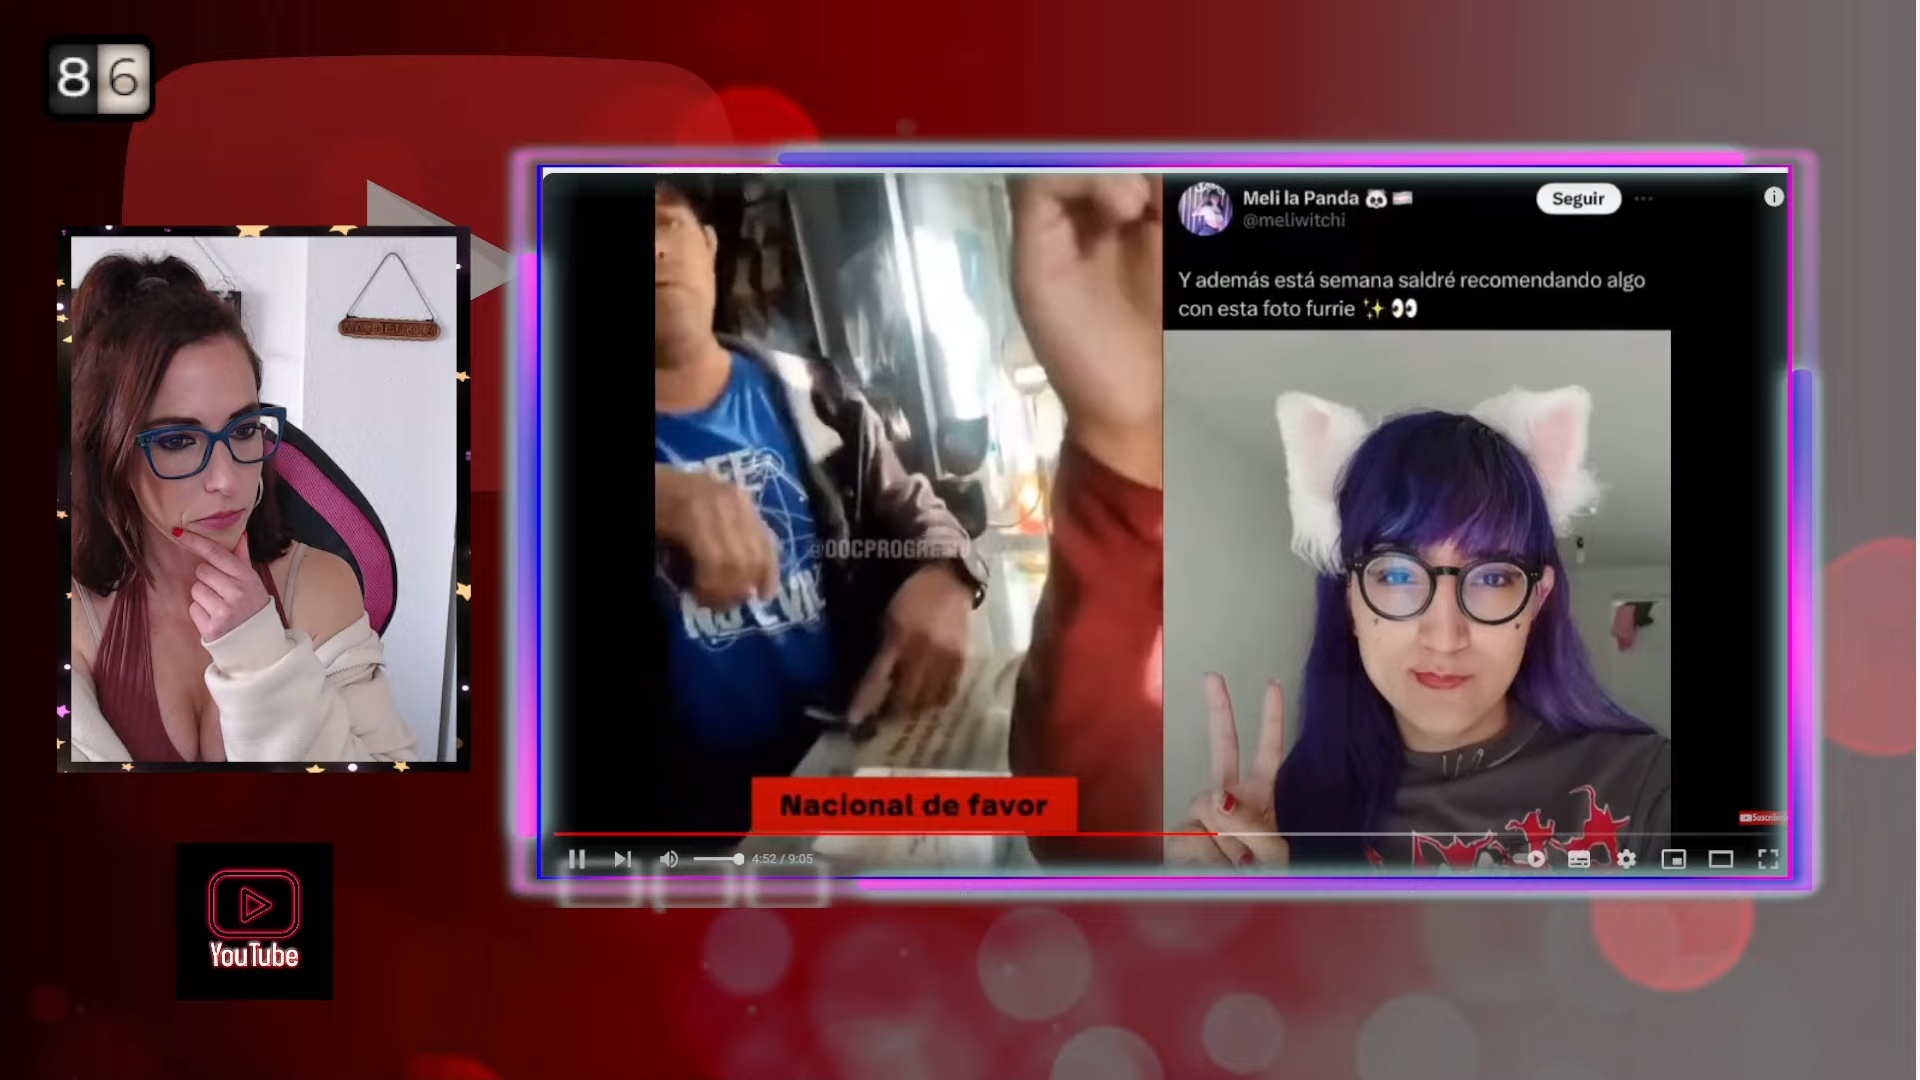 86
Meli la Panda 🐼
@meliwitchi
Seguir
Y además está semana saldré recomendando algo
con esta foto furrie ✨ 👀
Nacional de favor
4:52 / 9:05
YouTube